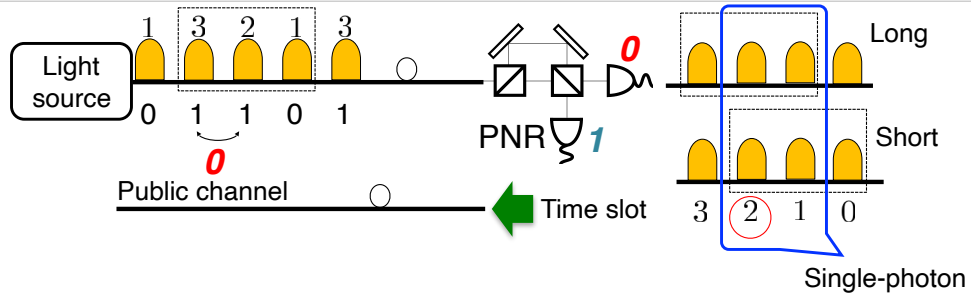 1 3 2 1 3
Light
source
0 1 1 0 1
0
Public channel
PNR
0
1
Time slot
Long
Short
3 2 1 0
Single-photon